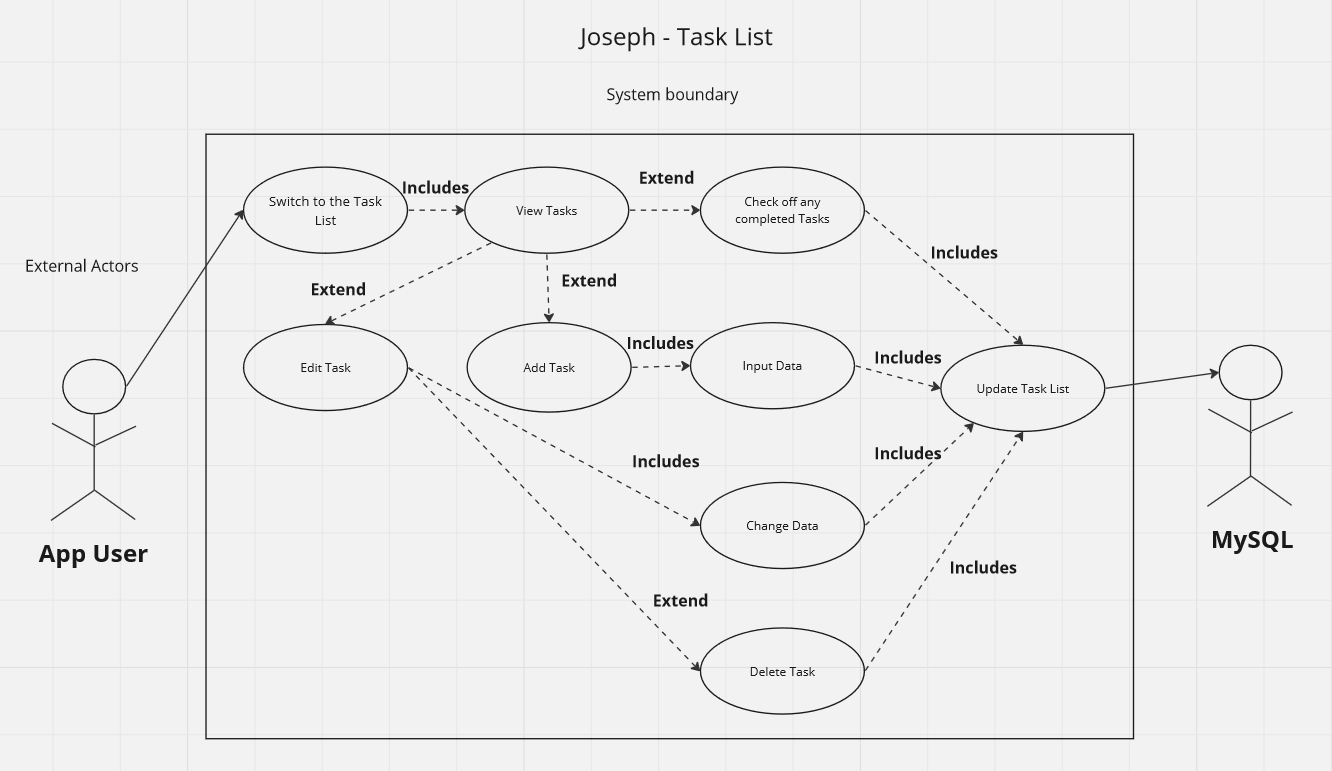 Joseph - Task List
System boundary
Switch to the Task
List
Includes
View Tasks
Extend
Check off any
completed Tasks
Includes
External Actors
Extend
Extend
Edit Task
Add Task
Includes
Input Data
Includes
Update Task List
Includes
Includes
Change Data
App User
MySQL
Includes
Extend
Delete Task